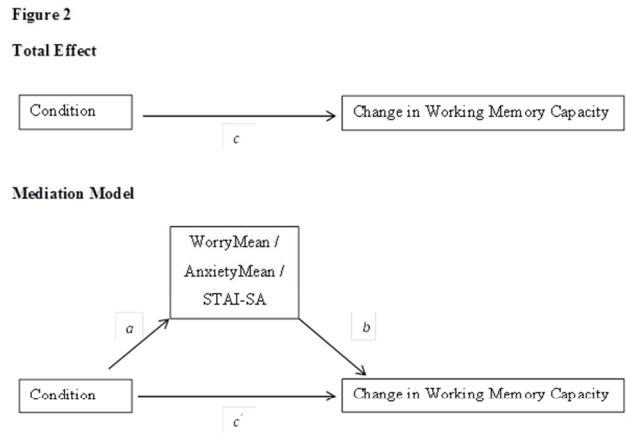 Figure 2
Total Effect
Condition
Change in Working Memory Capacity
c
Mediation Model
WorryMean /
AnxietyMean /
STAI-SA
a
b
Condition
Change in Working Memory Capacity
c´